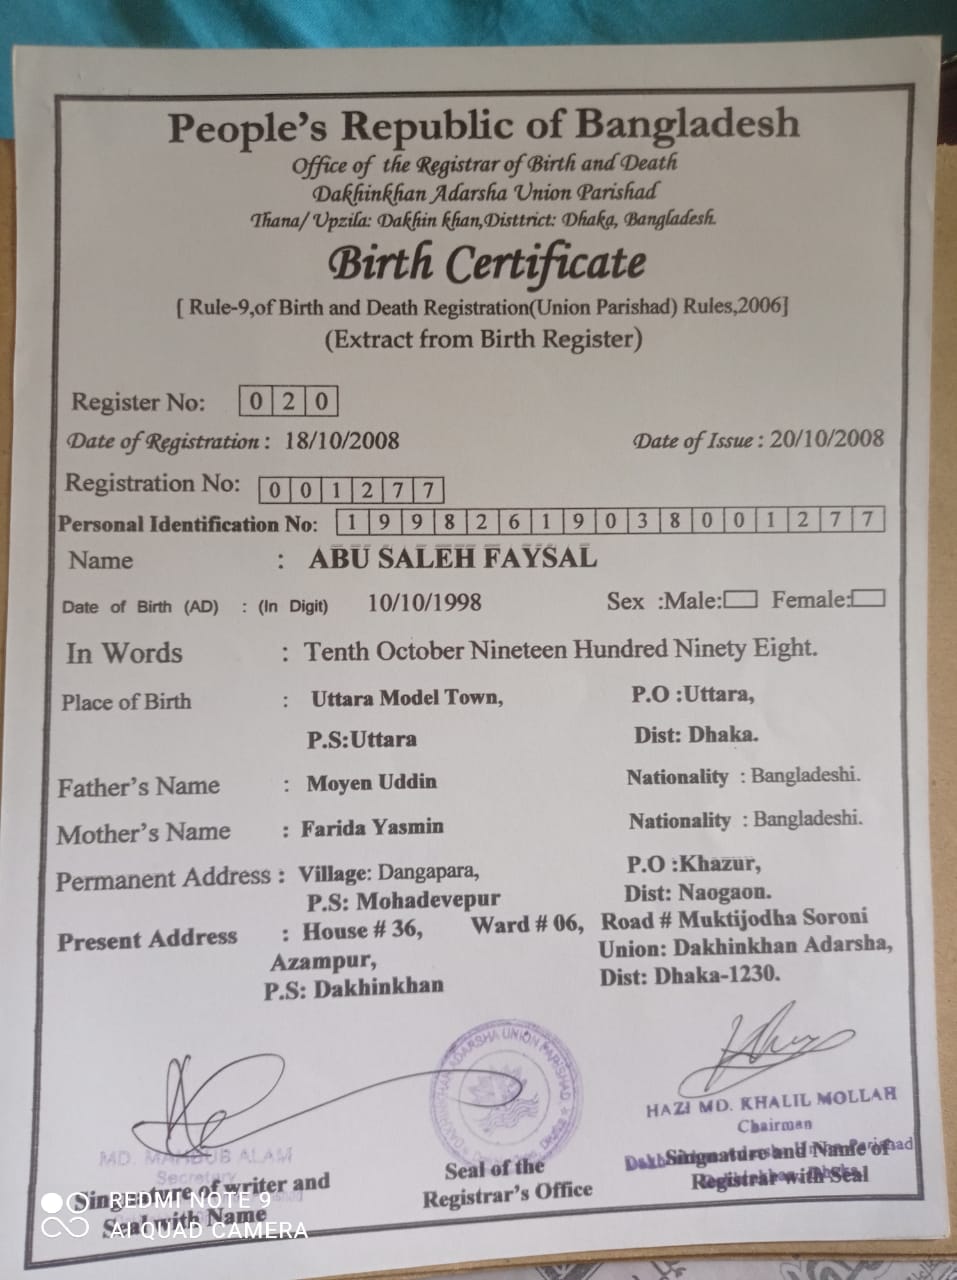 People's Republic of Bangladesh
Office of the Registrar of Birth and Death
Dakhinkhan Adarsha Union Parishad
Thana/ Upzila: Dakhin khan,Disttrict: Dhaka, Bangladesh.
Birth Certificate
[ Rule-9,of Birth and Death Registration(Union Parishad) Rules,2006]
(Extract from Birth Register)
Register No: 0 2 0
Date of Registration : 18/10/2008 Date of Issue : 20/10/2008
Registration No: 0 0 1 2 7 7
Personal Identification No: 1 9 9 8 2 6 1 9 0 3 8 0 0 1 2 7 7
Name : ABU SALEH FAYSAL
Date of Birth (AD) : (In Digit) 10/10/1998 Sex :Male: Female:
In Words : Tenth October Nineteen Hundred Ninety Eight.
Place of Birth : Uttara Model Town, P.O :Uttara,
P.S:Uttara Dist: Dhaka.
Father's Name : Moyen Uddin Nationality : Bangladeshi.
Mother's Name : Farida Yasmin Nationality : Bangladeshi.
Permanent Address : Village: Dangapara, P.O :Khazur,
P.S: Mohadevepur Dist: Naogaon.
Present Address : House # 36, Ward # 06, Road # Muktijodha Soroni
Azampur, Union: Dakhinkhan Adarsha,
P.S: Dakhinkhan Dist: Dhaka-1230.
ADARSHA UNION PARISHAD
HAZI MD. KHALIL MOLLAH
Chairman
MD. MAHBUB ALAM
Secretary
Singnature of writer and
Seal with Name
Seal of the
Registrar's Office
Singnature and Name of
Registrar with Seal
REDMI NOTE 9
AI QUAD CAMERA